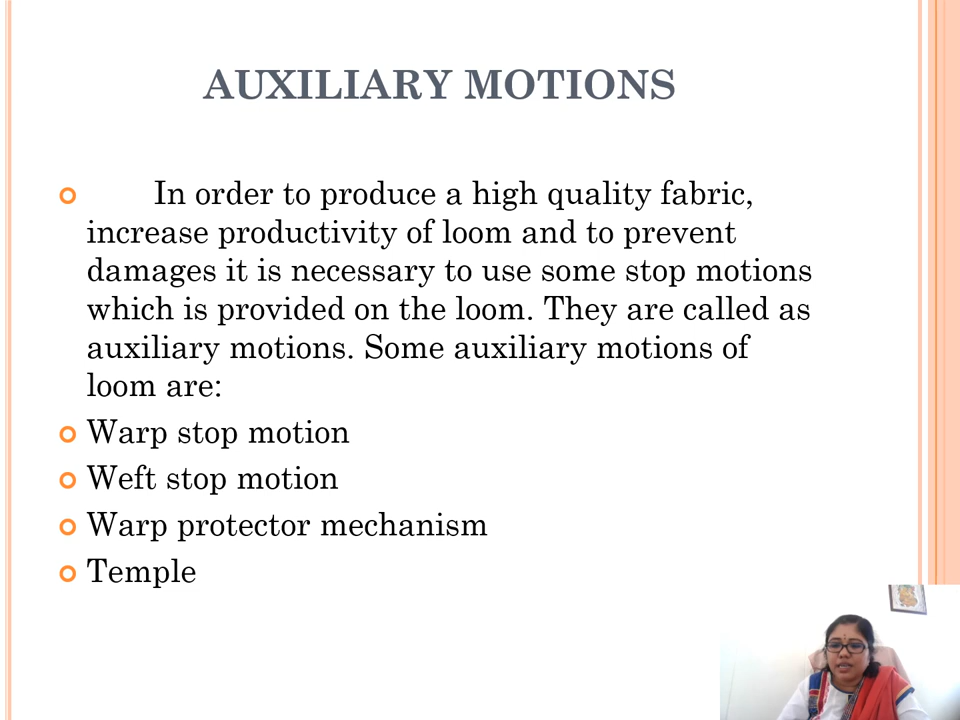 AUXILIARY MOTIONS
In order to produce a high quality fabric,
increase productivity of loom and to prevent
damages it is necessary to use some stop motions
which is provided on the loom. They are called as
auxiliary motions. Some auxiliary motions of
loom are:
Warp stop motion
Weft stop motion
Warp protector mechanism
Temple